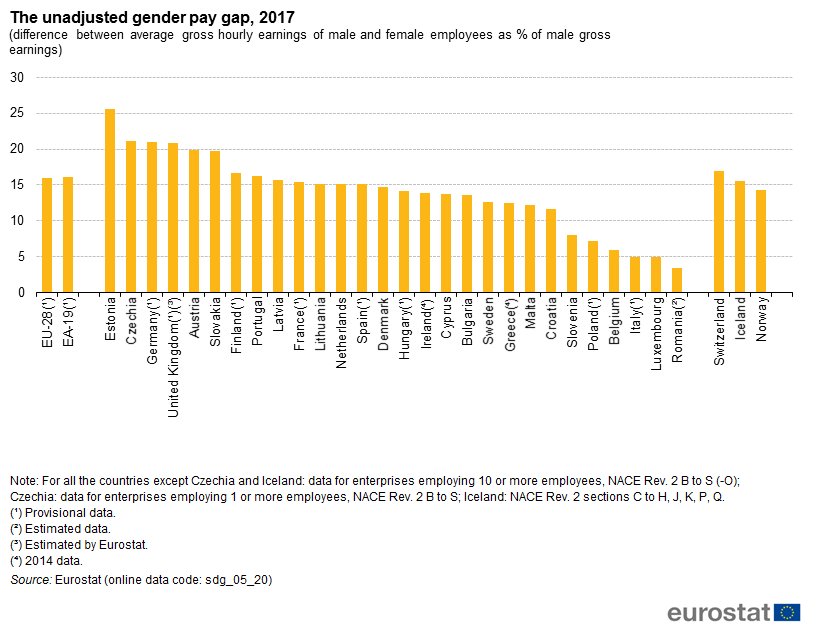 The unadjusted gender pay gap, 2017
(difference between average gross hourly earnings of male and female employees as % of male gross
earnings)
30
25
20
15
10
5
0
EU-28(¹)
EA-19(¹)
Estonia
Czechia
Germany(¹)
United Kingdom(¹)(³)
Austria
Slovakia
Finland(¹)
Portugal
Latvia
France(¹)
Lithuania
Netherlands
Spain(¹)
Denmark
Hungary(¹)
Ireland(⁴)
Cyprus
Bulgaria
Sweden
Greece(⁴)
Malta
Croatia
Slovenia
Poland(¹)
Belgium
Italy(¹)
Luxembourg
Romania(²)
Switzerland
Iceland
Norway
Note: For all the countries except Czechia and Iceland: data for enterprises employing 10 or more employees, NACE Rev. 2 B to S (-O);
Czechia: data for enterprises employing 1 or more employees, NACE Rev. 2 B to S; Iceland: NACE Rev. 2 sections C to H, J, K, P, Q.
(¹) Provisional data.
(²) Estimated data.
(³) Estimated by Eurostat.
(⁴) 2014 data.
Source: Eurostat (online data code: sdg_05_20)
eurostat